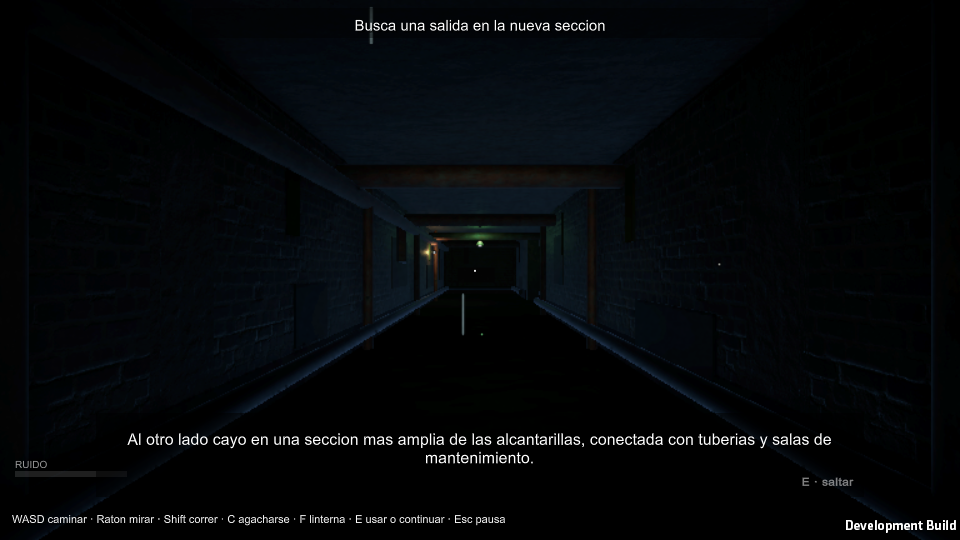 Busca una salida en la nueva seccion
Al otro lado cayo en una seccion mas amplia de las alcantarillas, conectada con tuberias y salas de
mantenimiento.
RUIDO
E · saltar
WASD caminar · Raton mirar · Shift correr · C agacharse · F linterna · E usar o continuar · Esc pausa
Development Build